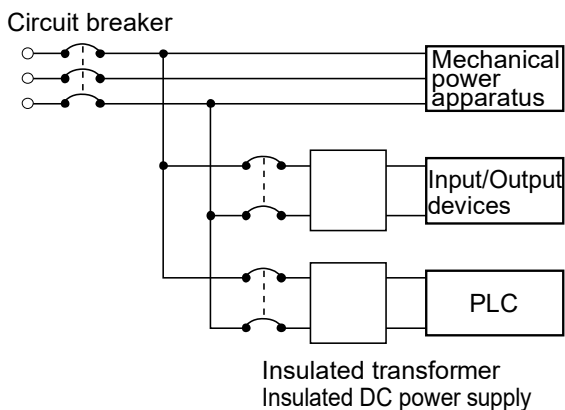 Circuit breaker
Mechanical
power
apparatus
Input/Output
devices
PLC
Insulated transformer
Insulated DC power supply